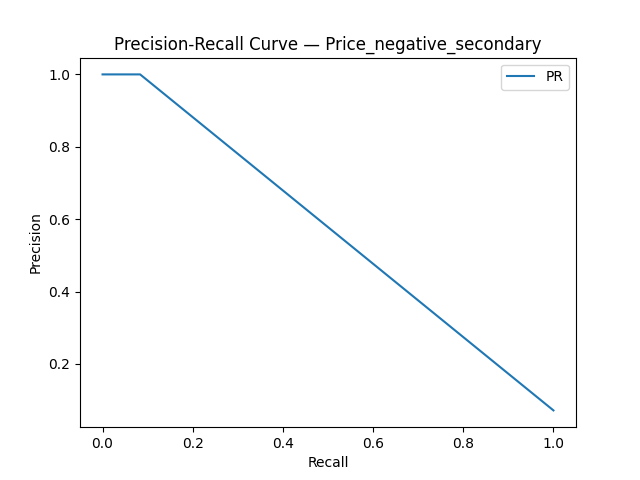 Precision-Recall Curve — Price_negative_secondary
PR
1.0
0.8
0.6
0.4
0.2
Precision
0.0 0.2 0.4 0.6 0.8 1.0
Recall